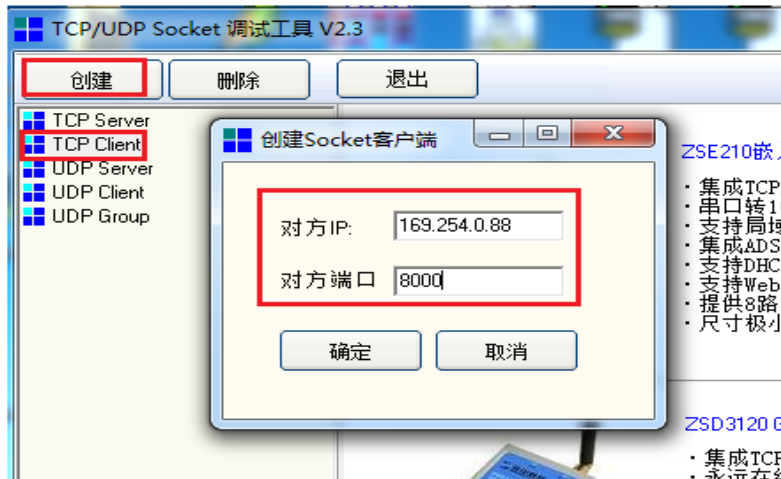 TCP/UDP Socket 调试工具 V2.3
创建 删除 退出
TCP Server
TCP Client
UDP Server
UDP Client
UDP Group
创建Socket客户端
对方IP: 169.254.0.88
对方端口 8000
确定 取消
ZSE210嵌
·集成TCP
·串口转1
·支持局域
·集成ADS
·支持DHC
·支持Web
·提供8路
·尺寸极小
ZSD3120 G
·集成TCP
·永远在线